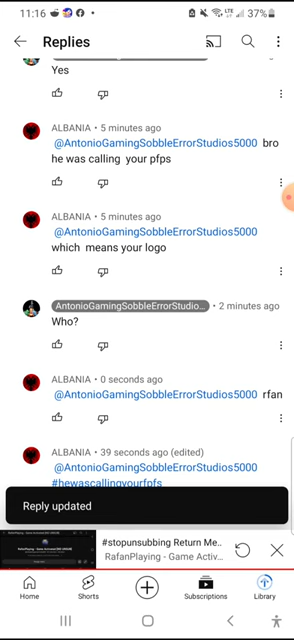 11:16
LTE
37%
Replies
Yes
ALBANIA • 5 minutes ago
@AntonioGamingSobbleErrorStudios5000 bro
he was calling your pfps
ALBANIA • 5 minutes ago
@AntonioGamingSobbleErrorStudios5000
which means your logo
AntonioGamingSobbleErrorStudio... • 2 minutes ago
Who?
ALBANIA • 0 seconds ago
@AntonioGamingSobbleErrorStudios5000 rfan
ALBANIA • 39 seconds ago (edited)
@AntonioGamingSobbleErrorStudios5000
#hewascallingyourfpfs
Reply updated
#stopunsubbing Return Me..
RafanPlaying - Game Activ...
Home
Shorts
Subscriptions
Library